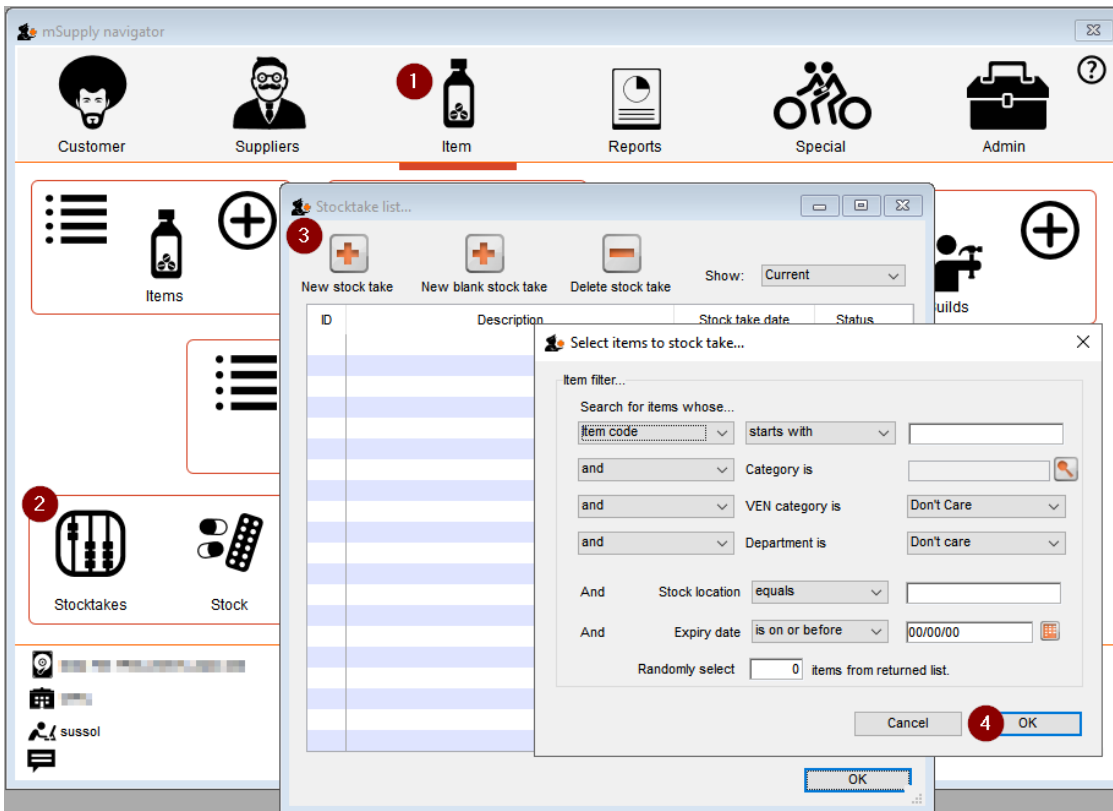 mSupply navigator
1
Customer
Suppliers
Item
Reports
Special
Admin
Items
uilds
2
Stocktakes
Stock
sussol
Stocktake list...
3
New stock take
New blank stock take
Delete stock take
Show:
Current
ID
Description
Stock take date
Status
OK
Select items to stock take...
Item filter...
Search for items whose...
Item code
starts with
and
Category is
and
VEN category is
Don't Care
and
Department is
Don't care
And
Stock location
equals
And
Expiry date
is on or before
00/00/00
Randomly select
0
items from returned list.
Cancel
4
OK